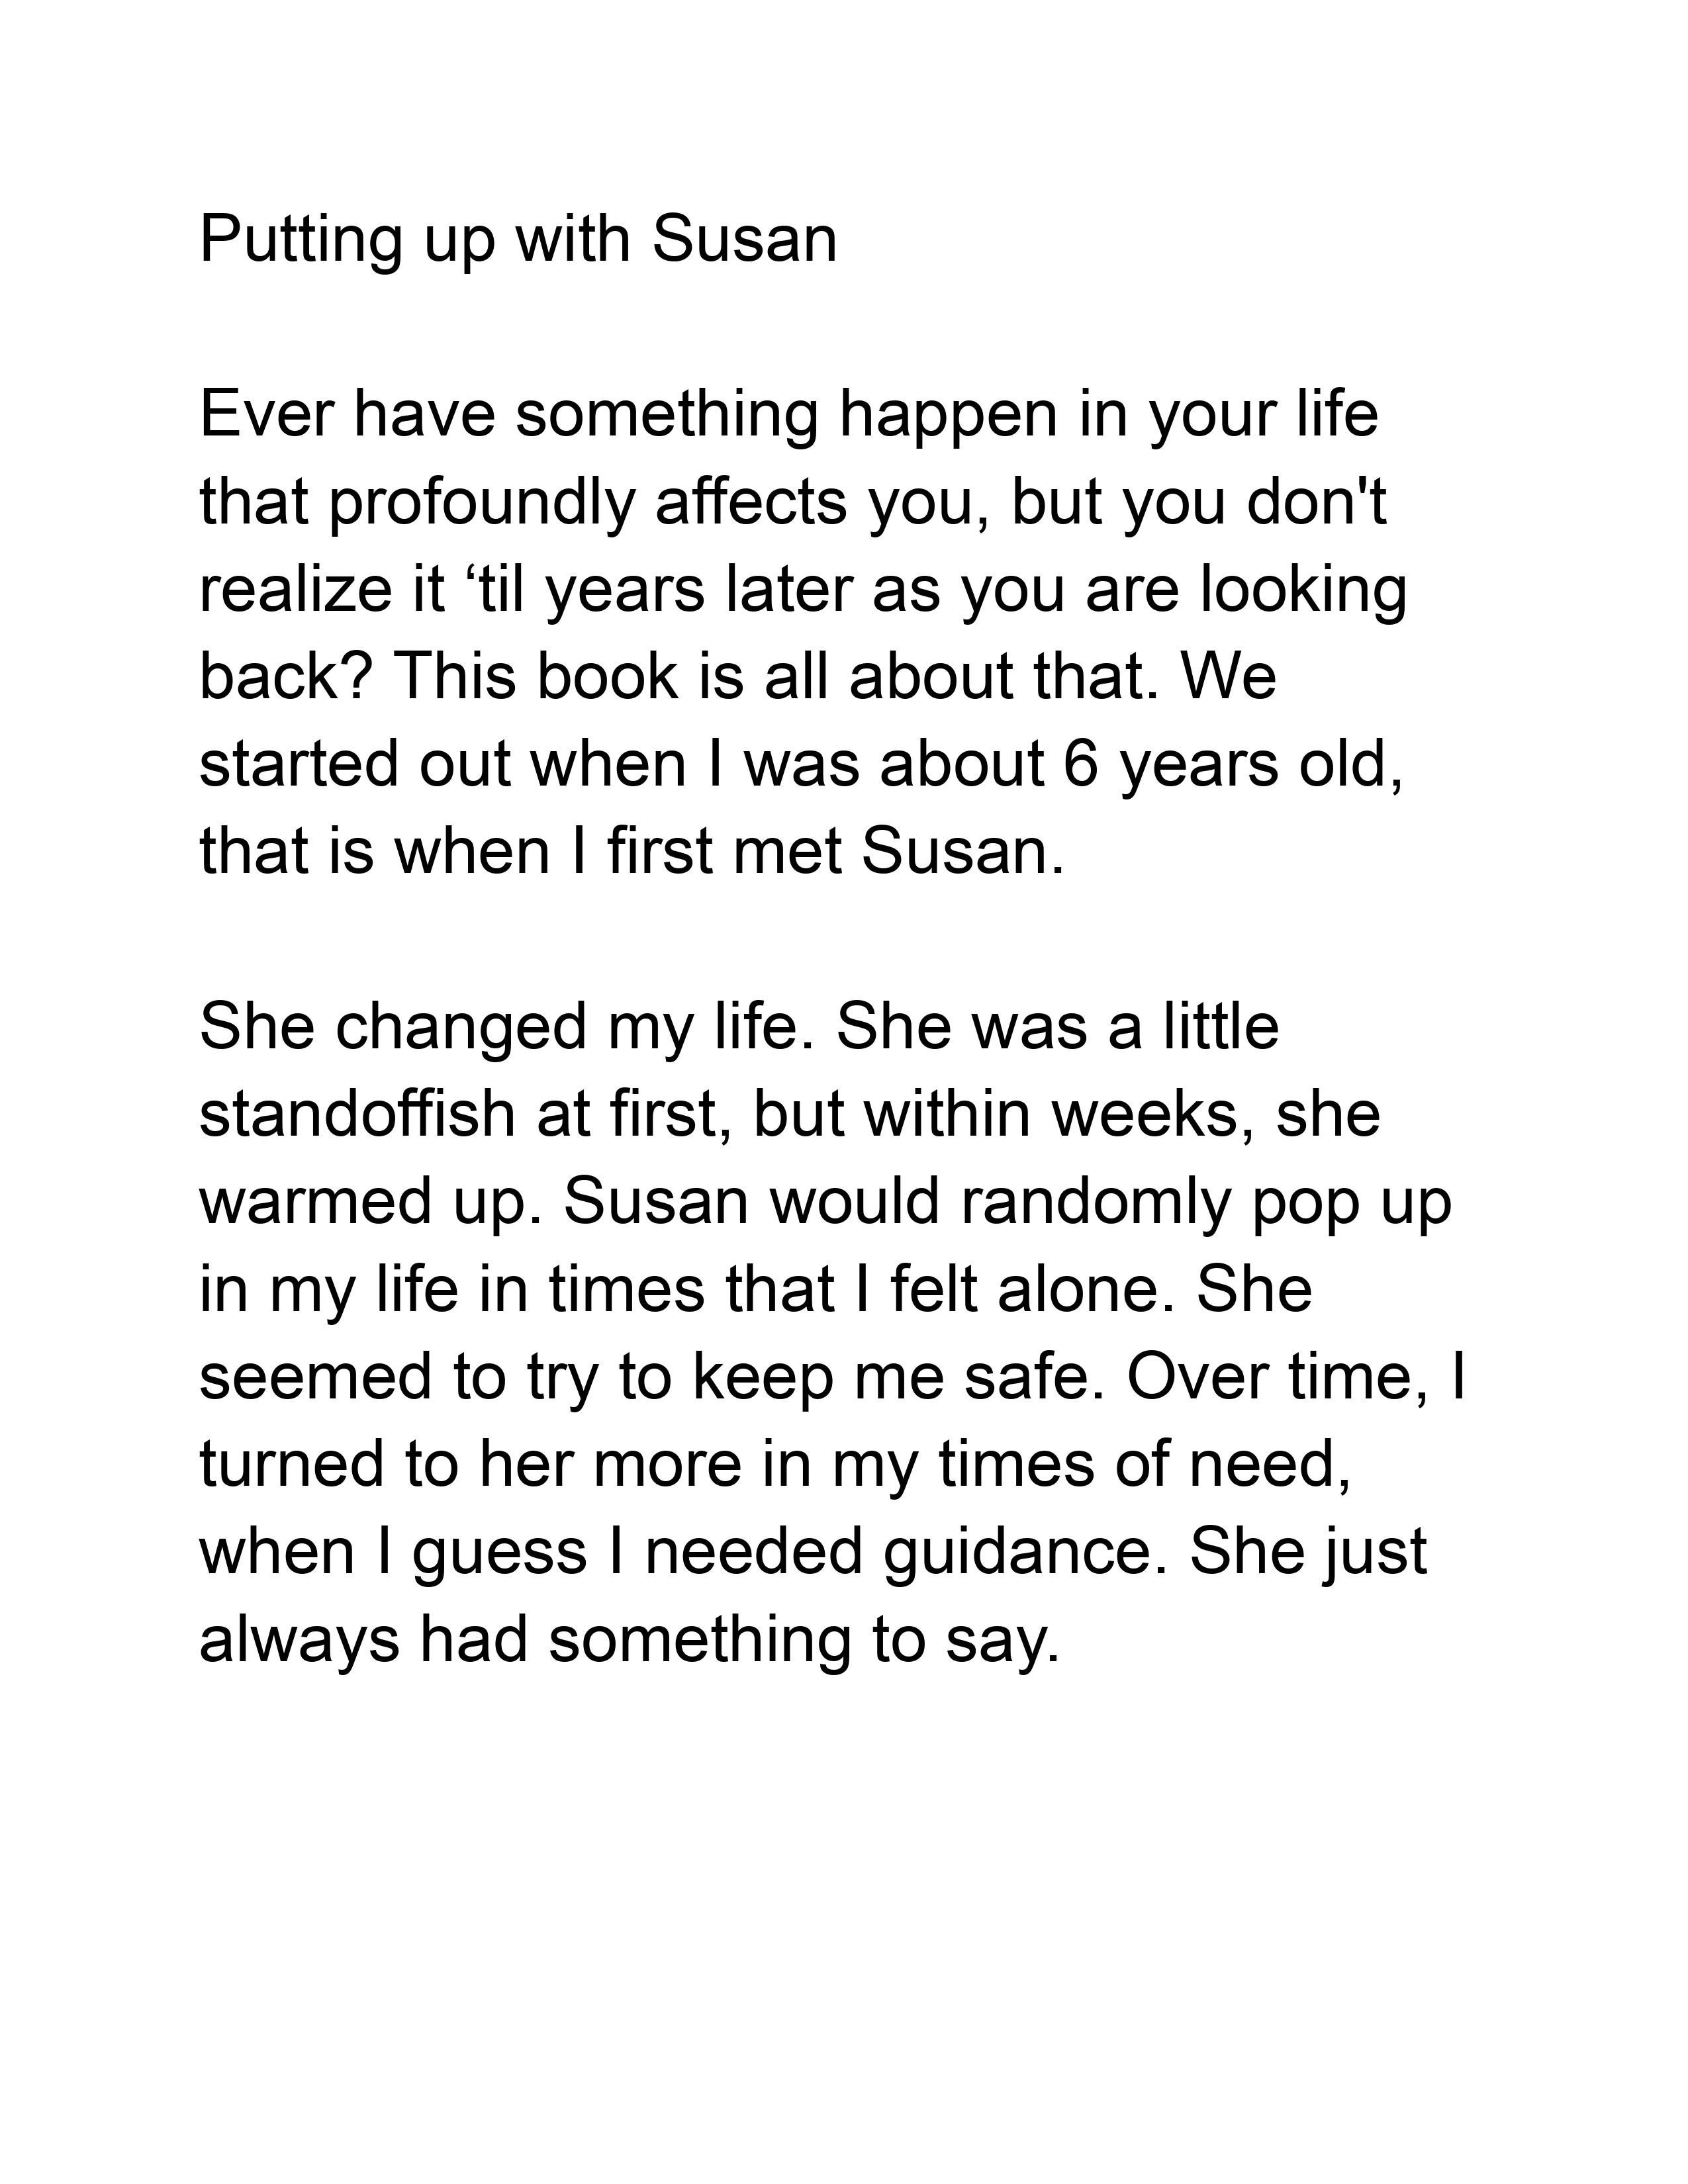 Putting up with Susan
Ever have something happen in your life
that profoundly affects you, but you don't
realize it ‘til years later as you are looking
back? This book is all about that. We
started out when I was about 6 years old,
that is when I first met Susan.
She changed my life. She was a little
standoffish at first, but within weeks, she
warmed up. Susan would randomly pop up
in my life in times that I felt alone. She
seemed to try to keep me safe. Over time, I
turned to her more in my times of need,
when I guess I needed guidance. She just
always had something to say.